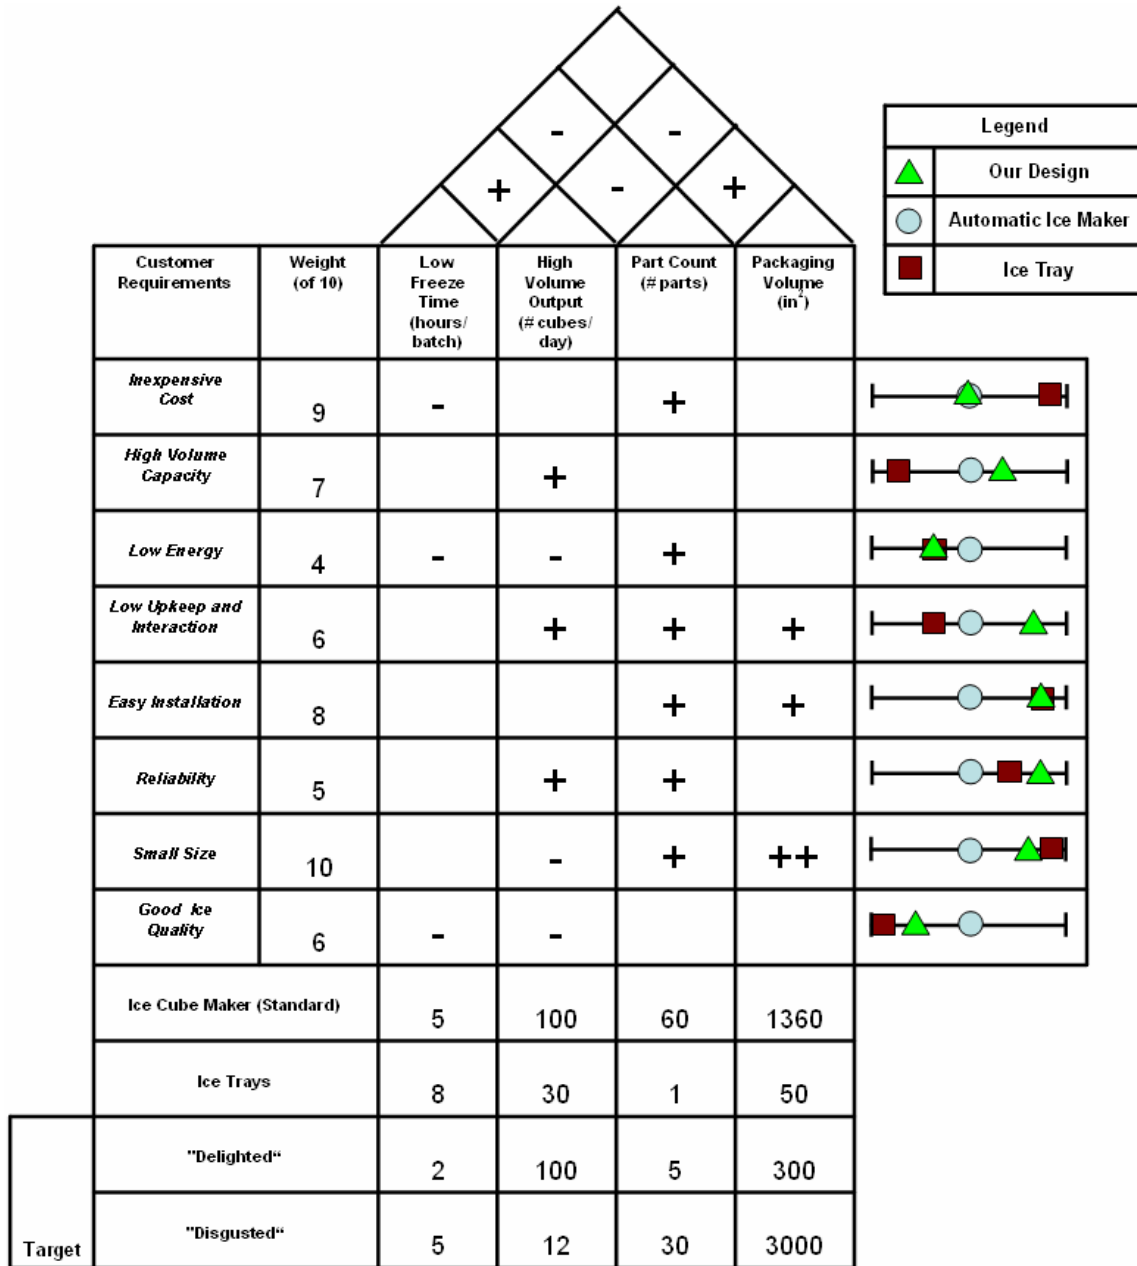 -
-
+
-
+
Legend
Our Design
Automatic Ice Maker
Ice Tray
Customer
Requirements
Weight
(of 10)
Low
Freeze
Time
(hours/
batch)
High
Volume
Output
(# cubes/
day)
Part Count
(# parts)
Packaging
Volume
(in²)
Inexpensive
Cost
9
-
+
High Volume
Capacity
7
+
Low Energy
4
-
-
+
Low Upkeep and
Interaction
6
+
+
+
Easy Installation
8
+
+
Reliability
5
+
+
Small Size
10
-
+
++
Good Ice
Quality
6
-
-
Ice Cube Maker (Standard)
5
100
60
1360
Ice Trays
8
30
1
50
Target
"Delighted“
2
100
5
300
"Disgusted“
5
12
30
3000